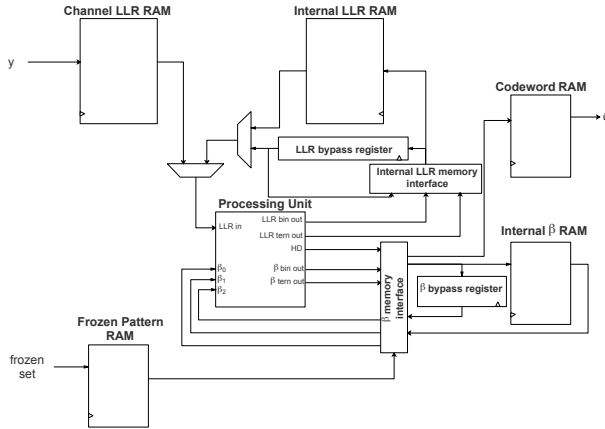 Channel LLR RAM
Internal LLR RAM
y
Codeword RAM
LLR bypass register
Internal LLR memory
interface
Processing Unit
LLR in
LLR bin out
LLR tern out
HD
β bin out
β tern out
β0
β1
β2
β memory
interface
Internal β RAM
β bypass register
Frozen Pattern
RAM
frozen
set